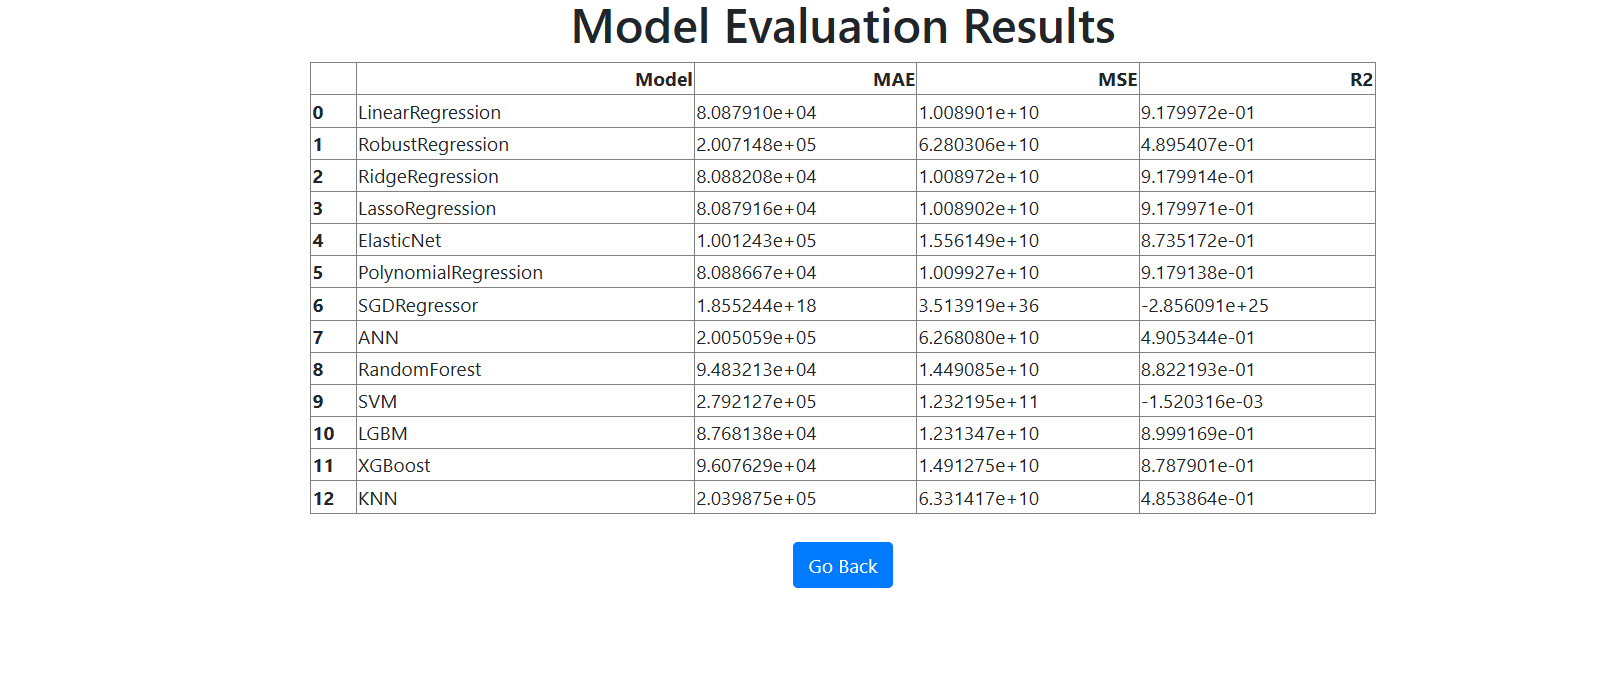 Model Evaluation Results
Model MAE MSE R2
0 LinearRegression 8.087910e+04 1.008901e+10 9.179972e-01
1 RobustRegression 2.007148e+05 6.280306e+10 4.895407e-01
2 RidgeRegression 8.088208e+04 1.008972e+10 9.179914e-01
3 LassoRegression 8.087916e+04 1.008902e+10 9.179971e-01
4 ElasticNet 1.001243e+05 1.556149e+10 8.735172e-01
5 PolynomialRegression 8.088667e+04 1.009927e+10 9.179138e-01
6 SGDRegressor 1.855244e+18 3.513919e+36 -2.856091e+25
7 ANN 2.005059e+05 6.268080e+10 4.905344e-01
8 RandomForest 9.483213e+04 1.449085e+10 8.822193e-01
9 SVM 2.792127e+05 1.232195e+11 -1.520316e-03
10 LGBM 8.768138e+04 1.231347e+10 8.999169e-01
11 XGBoost 9.607629e+04 1.491275e+10 8.787901e-01
12 KNN 2.039875e+05 6.331417e+10 4.853864e-01
Go Back